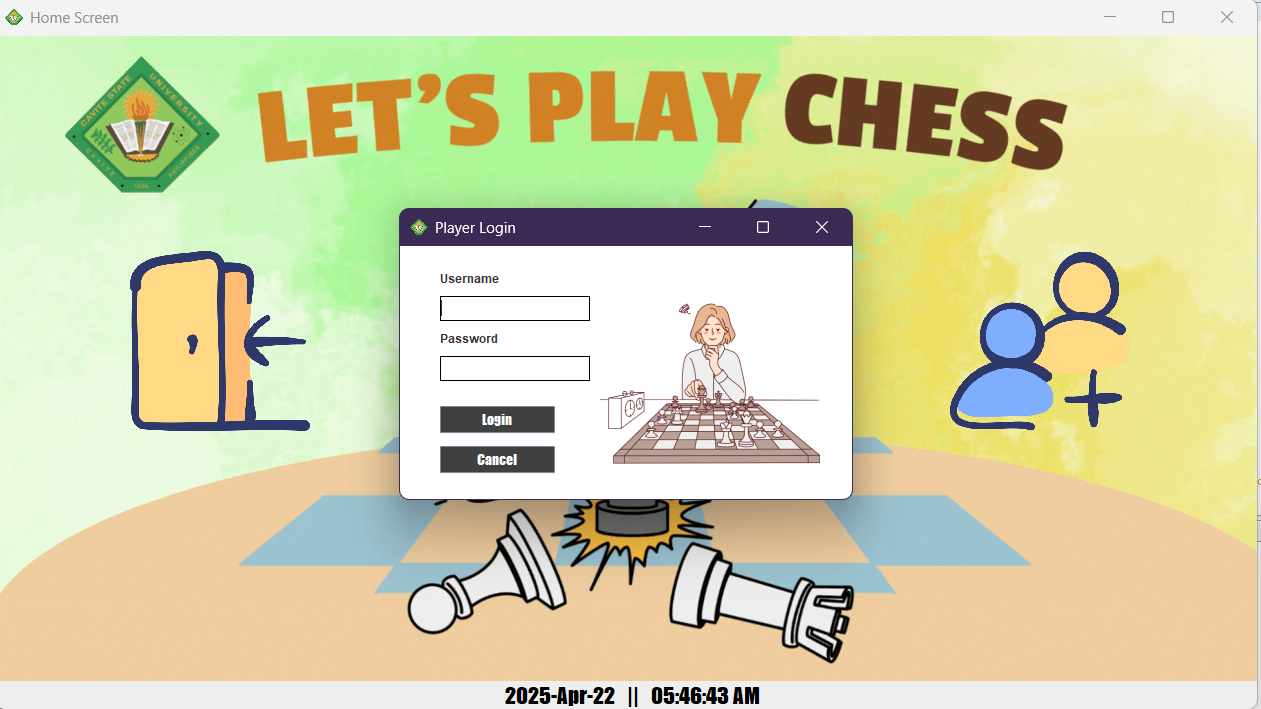 Home Screen
CAVITE STATE UNIVERSITY
CAVITE
PHILIPPINES
1906
LET'S PLAY CHESS
Player Login
Username
Password
Login
Cancel
2025-Apr-22 || 05:46:43 AM